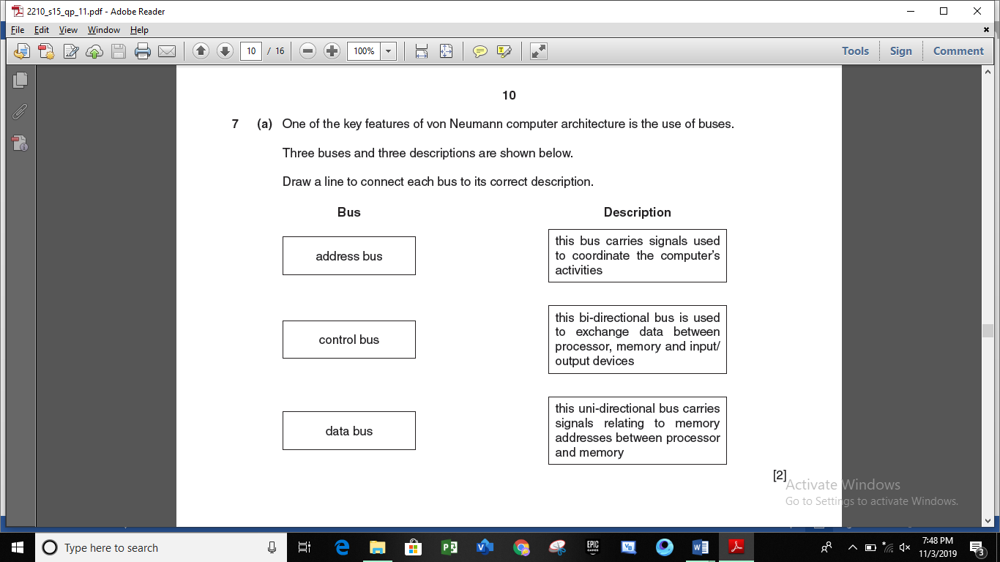 2210_s15_qp_11.pdf - Adobe Reader
File Edit View Window Help
10 / 16 100% Tools Sign Comment
10
7 (a) One of the key features of von Neumann computer architecture is the use of buses.
Three buses and three descriptions are shown below.
Draw a line to connect each bus to its correct description.
Bus
Description
address bus
this bus carries signals used
to coordinate the computer’s
activities
control bus
this bi-directional bus is used
to exchange data between
processor, memory and input/
output devices
data bus
this uni-directional bus carries
signals relating to memory
addresses between processor
and memory
[2]
Activate Windows
Go to Settings to activate Windows.
Type here to search
EPIC
GAMES
7:48 PM
11/3/2019
3